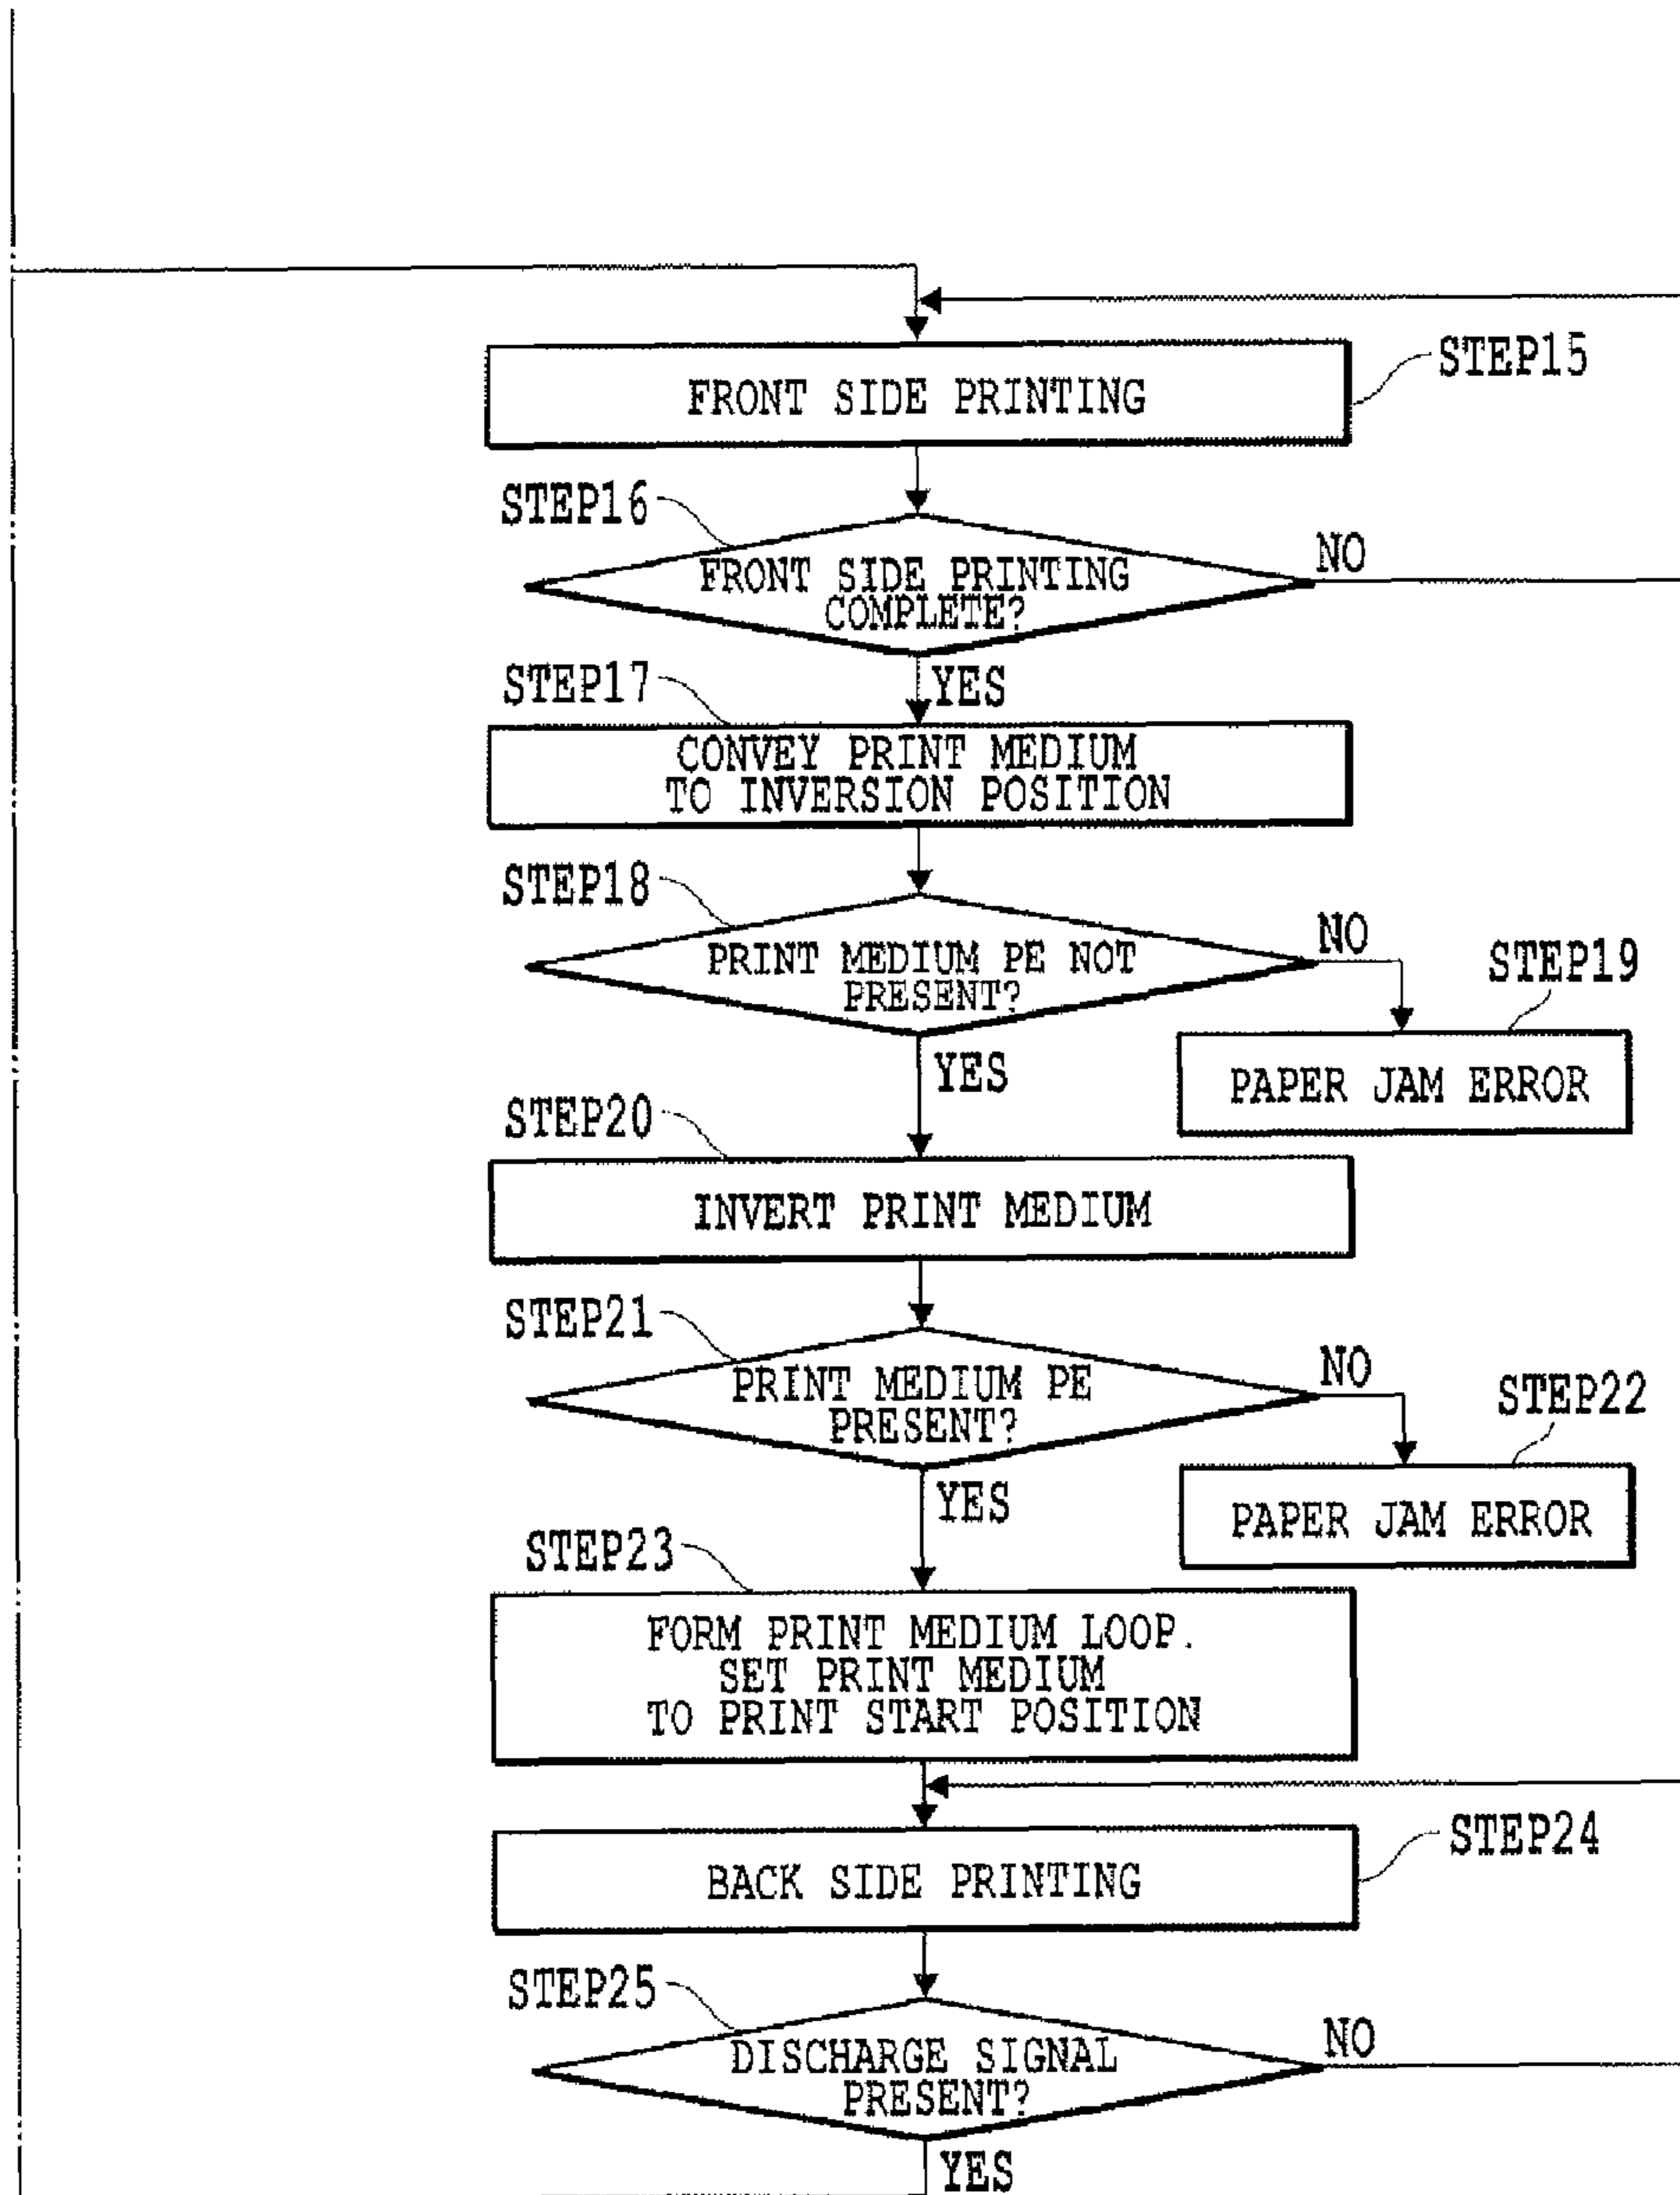 STEP15
FRONT SIDE PRINTING
STEP16
NO
FRONT SIDE PRINTING
COMPLETE?
YES
STEP17
CONVEY PRINT MEDIUM
TO INVERSION POSITION
STEP18
NO
PRINT MEDIUM PE NOT
PRESENT?
STEP19
YES
PAPER JAM ERROR
STEP20
INVERT PRINT MEDIUM
STEP21
NO
PRINT MEDIUM PE
PRESENT?
STEP22
YES
PAPER JAM ERROR
STEP23
FORM PRINT MEDIUM LOOP.
SET PRINT MEDIUM
TO PRINT START POSITION
STEP24
BACK SIDE PRINTING
STEP25
NO
DISCHARGE SIGNAL
PRESENT?
YES